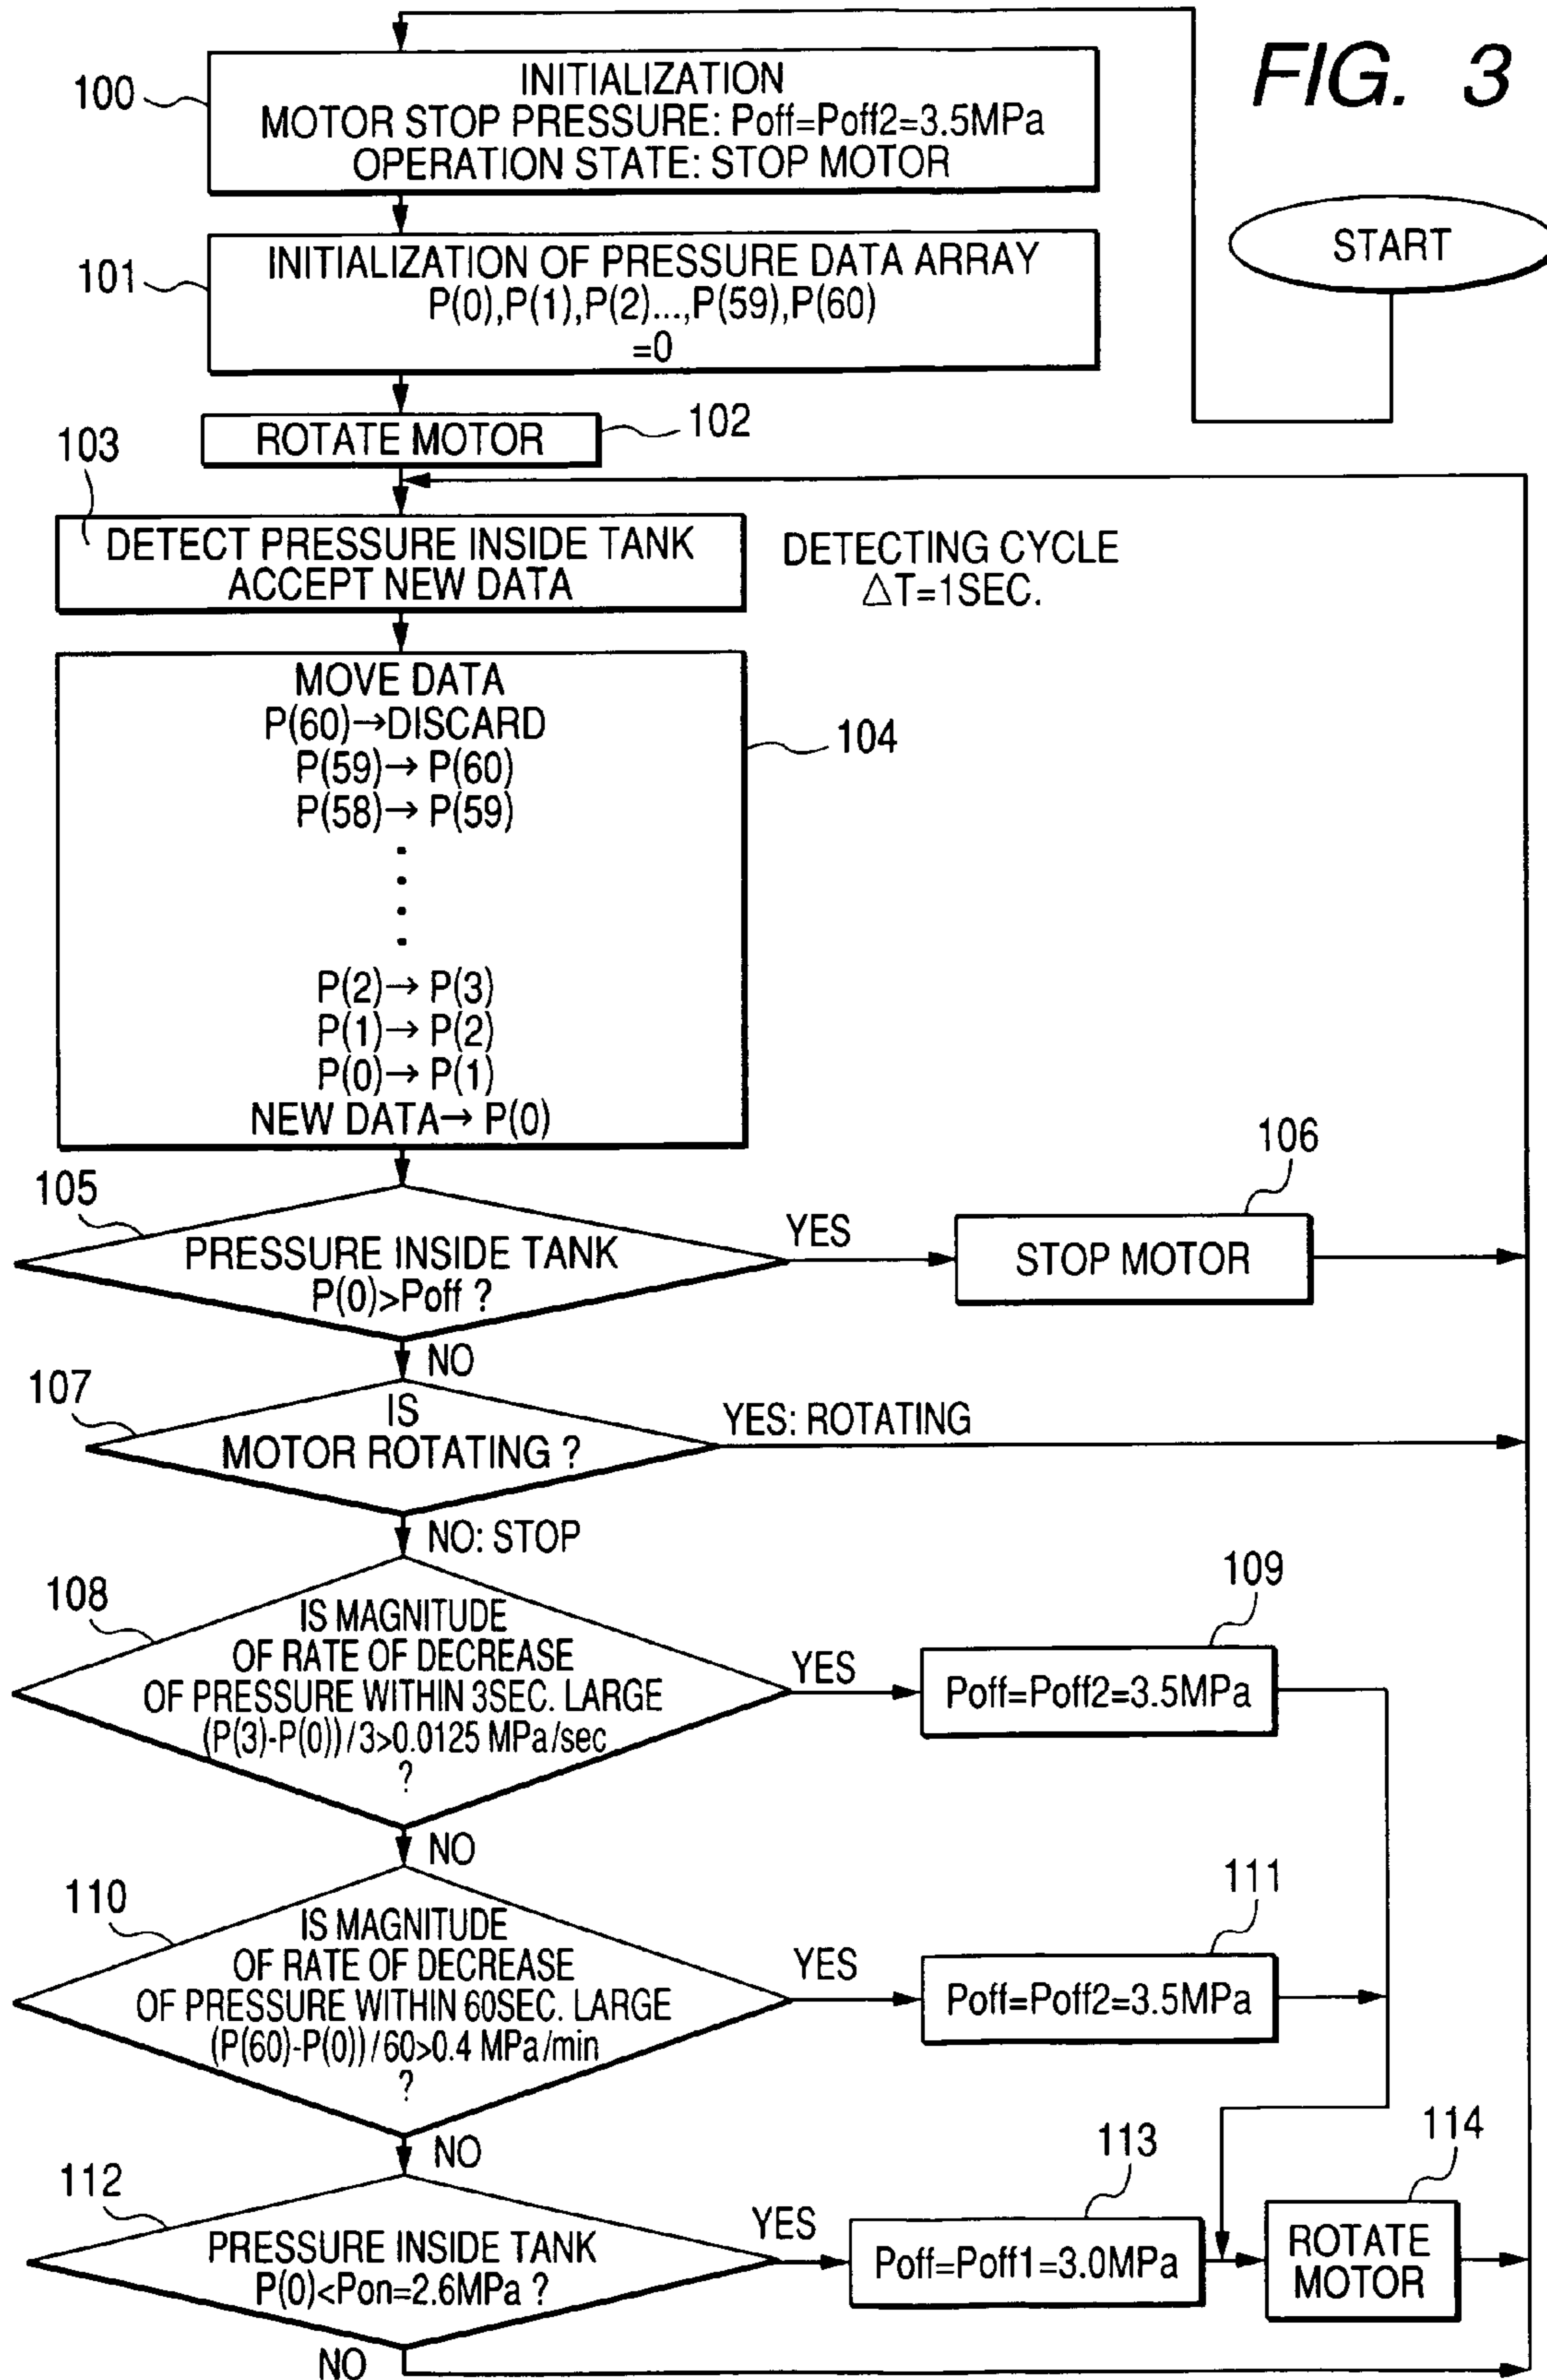 FIG. 3
START
100
INITIALIZATION
MOTOR STOP PRESSURE: Poff=Poff2=3.5MPa
OPERATION STATE: STOP MOTOR
101
INITIALIZATION OF PRESSURE DATA ARRAY
P(0),P(1),P(2)...,P(59),P(60)
=0
ROTATE MOTOR
102
103
DETECT PRESSURE INSIDE TANK
ACCEPT NEW DATA
DETECTING CYCLE
△T=1SEC.
MOVE DATA
P(60)→DISCARD
P(59)→ P(60)
P(58)→ P(59)
P(2)→ P(3)
P(1)→ P(2)
P(0)→ P(1)
NEW DATA→ P(0)
104
105
PRESSURE INSIDE TANK
P(0)>Poff ?
YES
106
STOP MOTOR
NO
107
IS
MOTOR ROTATING ?
YES: ROTATING
NO: STOP
108
IS MAGNITUDE
OF RATE OF DECREASE
OF PRESSURE WITHIN 3SEC. LARGE
(P(3)-P(0))/3>0.0125 MPa/sec
?
YES
109
Poff=Poff2=3.5MPa
NO
110
IS MAGNITUDE
OF RATE OF DECREASE
OF PRESSURE WITHIN 60SEC. LARGE
(P(60)-P(0))/60>0.4 MPa/min
?
YES
111
Poff=Poff2=3.5MPa
NO
112
PRESSURE INSIDE TANK
P(0)<Pon=2.6MPa ?
YES
113
Poff=Poff1=3.0MPa
114
ROTATE
MOTOR
NO